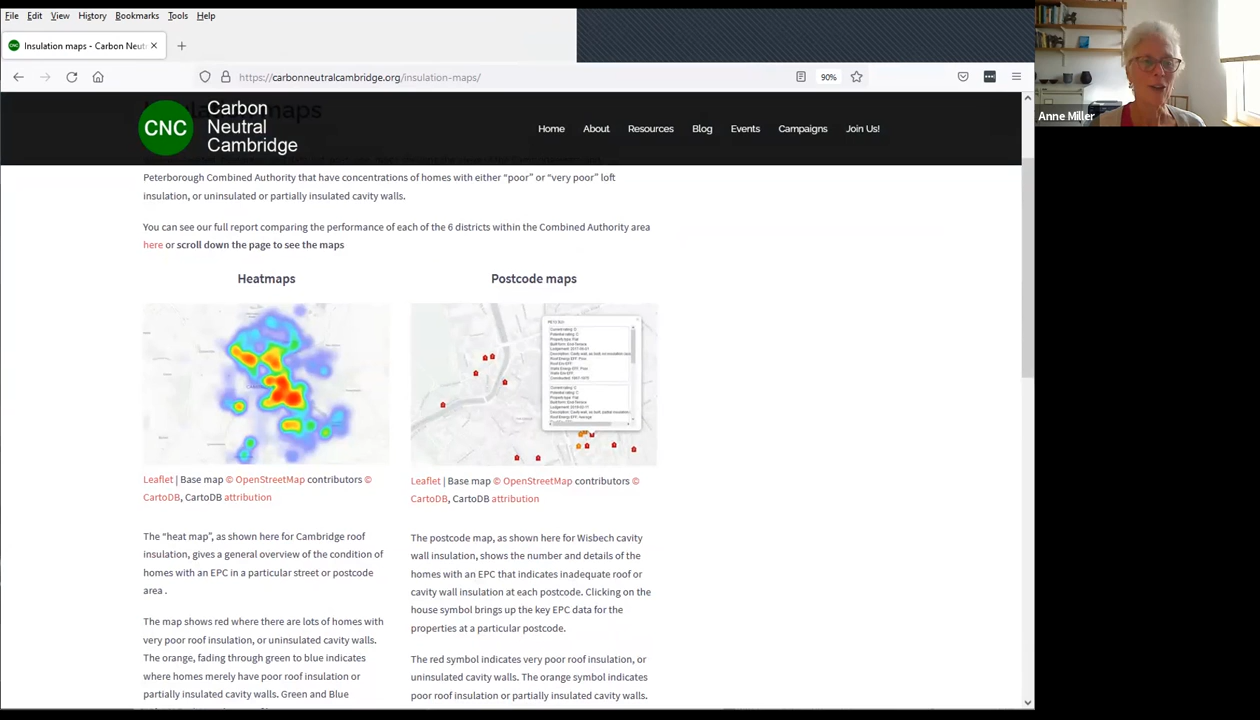 File Edit View History Bookmarks Tools Help
Insulation maps - Carbon Neutr
https://carbonneutralcambridge.org/insulation-maps/
90%
Anne Miller
CNC
Carbon
Neutral
Cambridge
Home About Resources Blog Events Campaigns Join Us!
maps
Peterborough Combined Authority that have concentrations of homes with either “poor” or “very poor” loft
insulation, or uninsulated or partially insulated cavity walls.
You can see our full report comparing the performance of each of the 6 districts within the Combined Authority area
here or scroll down the page to see the maps
Heatmaps
Leaflet | Base map © OpenStreetMap contributors ©
CartoDB, CartoDB attribution
The “heat map”, as shown here for Cambridge roof
insulation, gives a general overview of the condition of
homes with an EPC in a particular street or postcode
area .
The map shows red where there are lots of homes with
very poor roof insulation, or uninsulated cavity walls.
The orange, fading through green to blue indicates
where homes merely have poor roof insulation or
partially insulated cavity walls. Green and Blue
Postcode maps
Current rating: D
Potential rating: C
Property type: Flat
Leaflet | Base map © OpenStreetMap contributors ©
CartoDB, CartoDB attribution
The postcode map, as shown here for Wisbech cavity
wall insulation, shows the number and details of the
homes with an EPC that indicates inadequate roof or
cavity wall insulation at each postcode. Clicking on the
house symbol brings up the key EPC data for the
properties at a particular postcode.
The red symbol indicates very poor roof insulation, or
uninsulated cavity walls. The orange symbol indicates
poor roof insulation or partially insulated cavity walls.